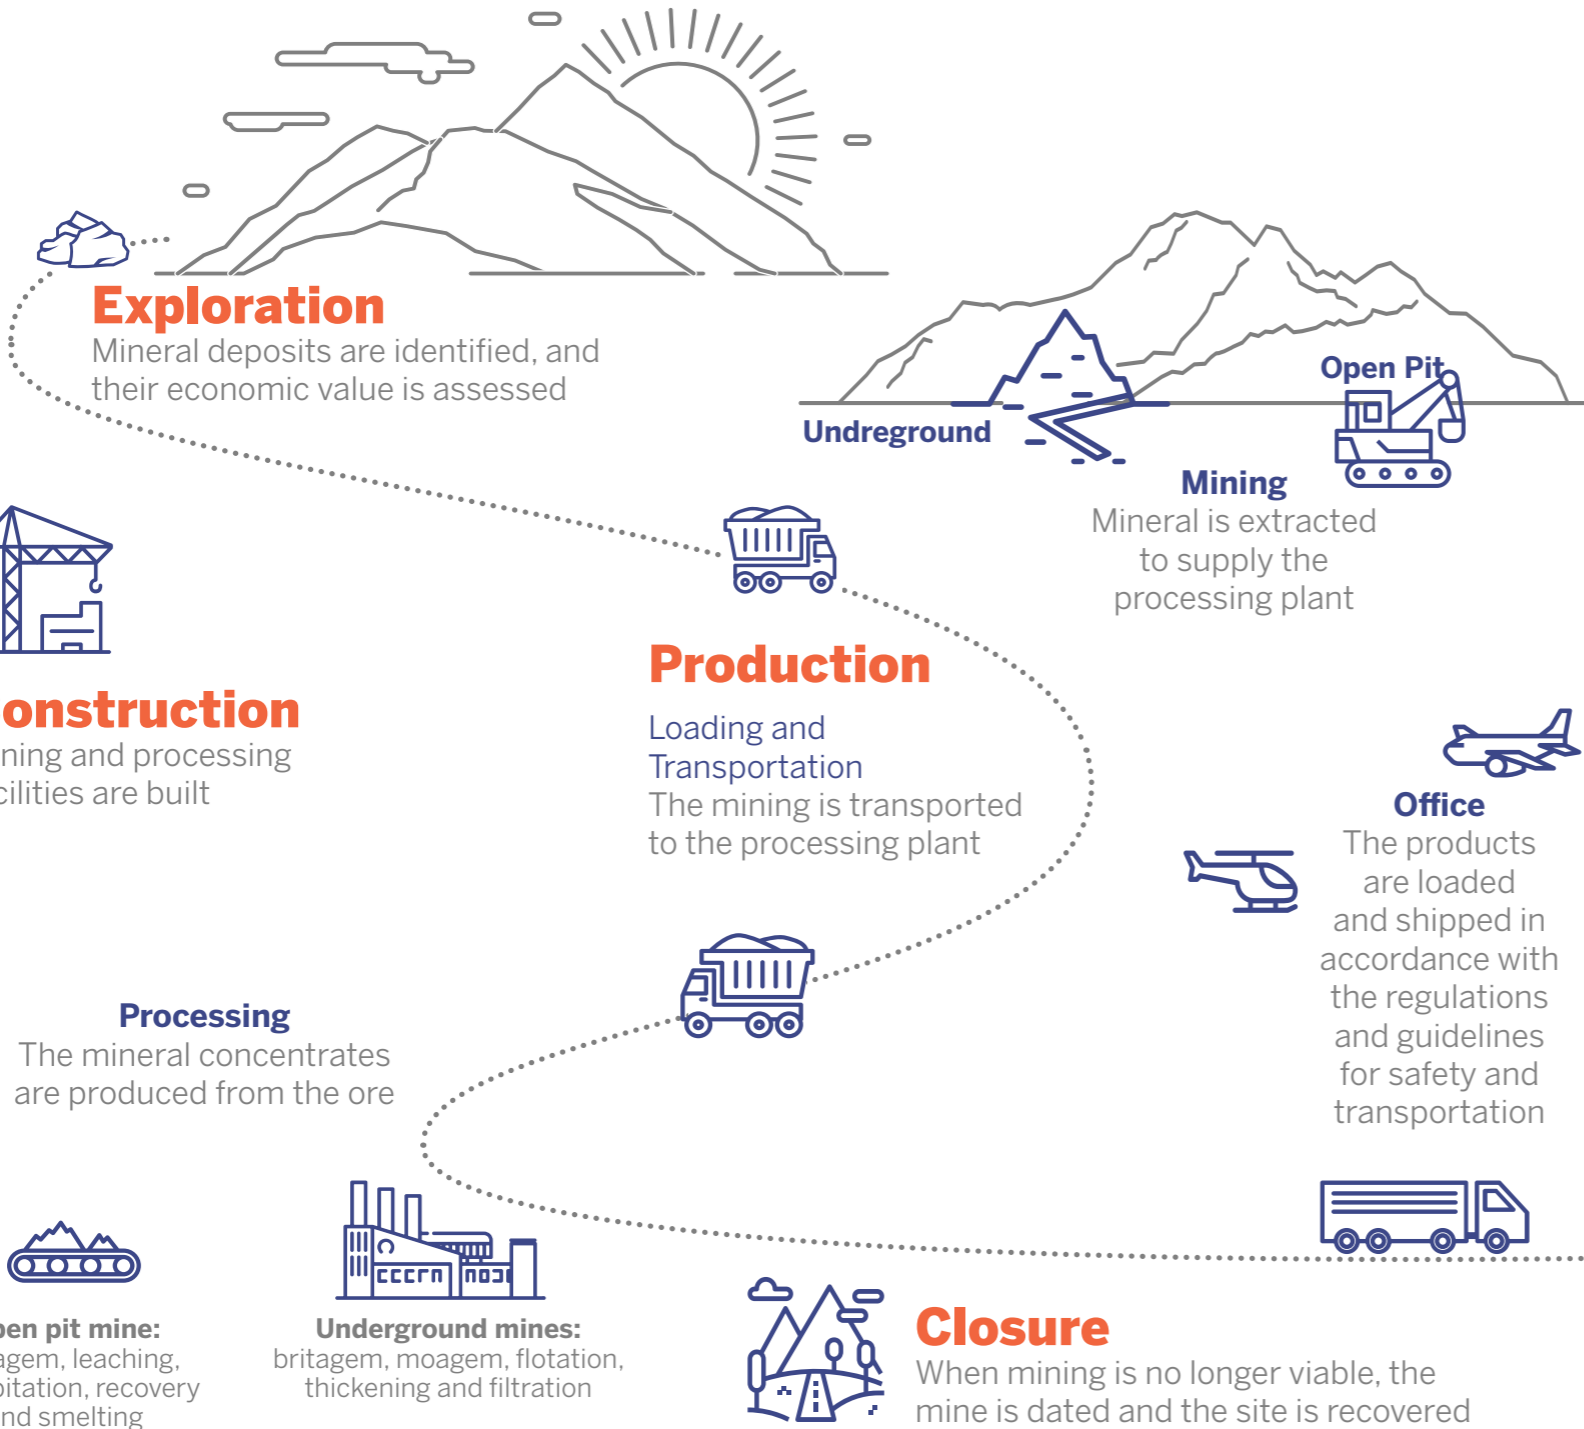 Exploration
Mineral deposits are identified, and
their economic value is assessed
Open Pit
Undreground
Mining
Mineral is extracted
to supply the
processing plant
onstruction
ning and processing
cilities are built
Production
Loading and
Transportation
The mining is transported
to the processing plant
Office
The products
are loaded
and shipped in
accordance with
the regulations
and guidelines
for safety and
transportation
Processing
The mineral concentrates
are produced from the ore
pen pit mine:
agem, leaching,
pitation, recovery
nd smelting
Underground mines:
britagem, moagem, flotation,
thickening and filtration
Closure
When mining is no longer viable, the
mine is dated and the site is recovered